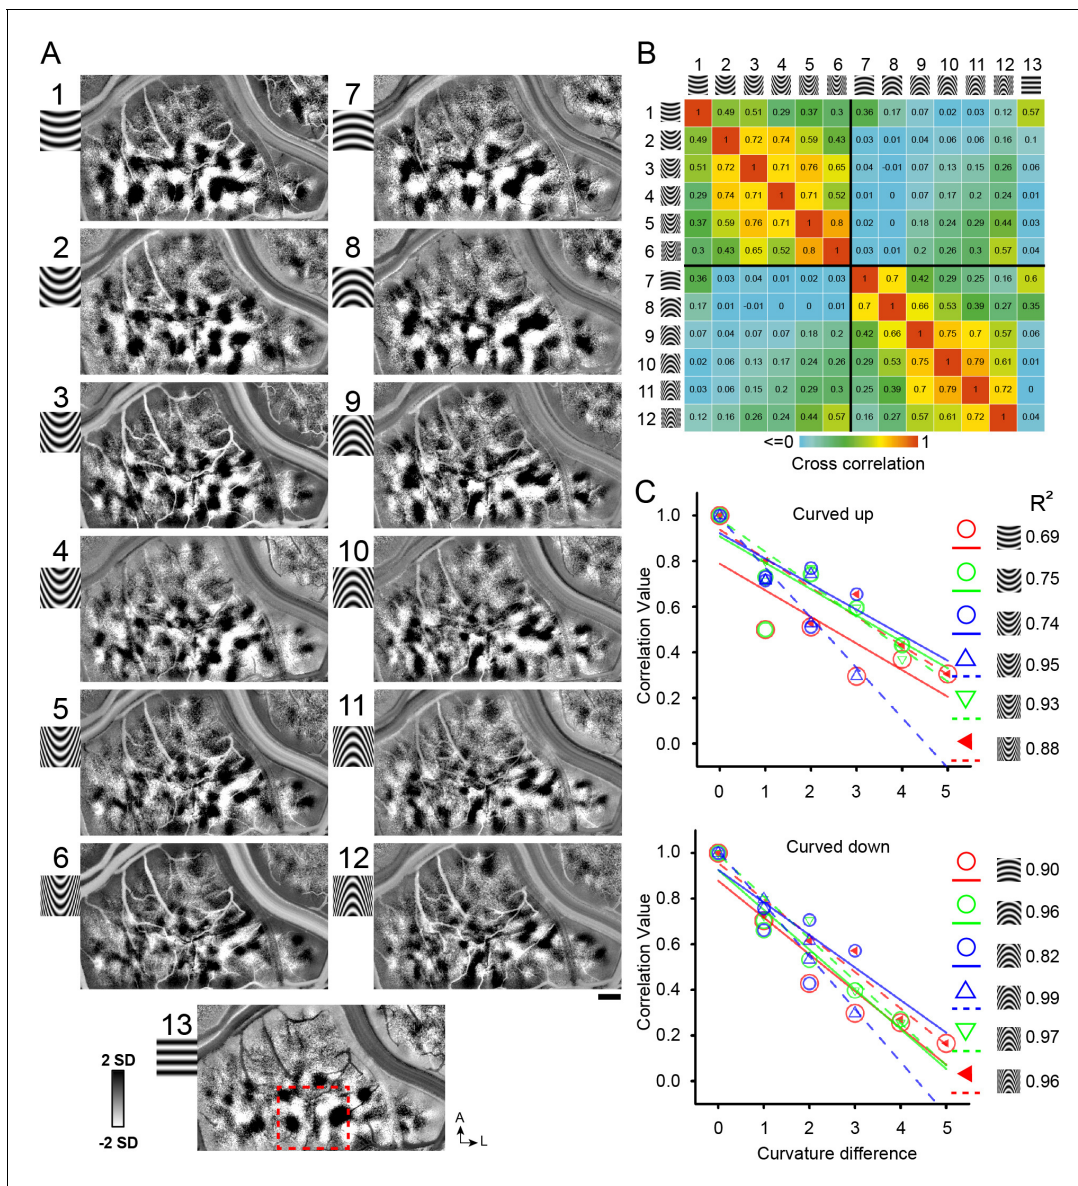 A
1
7
2
8
3
9
4
10
5
11
6
12
13
2 SD
-2 SD
A
L
B
1 2 3 4 5 6 7 8 9 10 11 12 13
1 1 0.49 0.51 0.29 0.37 0.3 0.36 0.17 0.07 0.02 0.03 0.12 0.57
2 0.49 1 0.72 0.74 0.59 0.43 0.03 0.01 0.04 0.06 0.06 0.16 0.1
3 0.51 0.72 1 0.71 0.76 0.65 0.04 -0.01 0.07 0.13 0.15 0.26 0.06
4 0.29 0.74 0.71 1 0.71 0.52 0.01 0 0.07 0.17 0.2 0.24 0.01
5 0.37 0.59 0.76 0.71 1 0.8 0.02 0 0.18 0.24 0.29 0.44 0.03
6 0.3 0.43 0.65 0.52 0.8 1 0.03 0.01 0.2 0.26 0.3 0.57 0.04
7 0.36 0.03 0.04 0.01 0.02 0.03 1 0.7 0.42 0.29 0.25 0.16 0.6
8 0.17 0.01 -0.01 0 0 0.01 0.7 1 0.66 0.53 0.39 0.27 0.35
9 0.07 0.04 0.07 0.07 0.18 0.2 0.42 0.66 1 0.75 0.7 0.57 0.06
10 0.02 0.06 0.13 0.17 0.24 0.26 0.29 0.53 0.75 1 0.79 0.61 0.01
11 0.03 0.06 0.15 0.2 0.29 0.3 0.25 0.39 0.7 0.79 1 0.72 0
12 0.12 0.16 0.26 0.24 0.44 0.57 0.16 0.27 0.57 0.61 0.72 1 0.04
<=0 1
Cross correlation
C
Curved up
R²
1.0
0.8
0.6
0.4
0.2
0.0
Correlation Value
0 1 2 3 4 5
0.69
0.75
0.74
0.95
0.93
0.88
Curved down
1.0
0.8
0.6
0.4
0.2
0.0
Correlation Value
0 1 2 3 4 5
Curvature difference
0.90
0.96
0.82
0.99
0.97
0.96